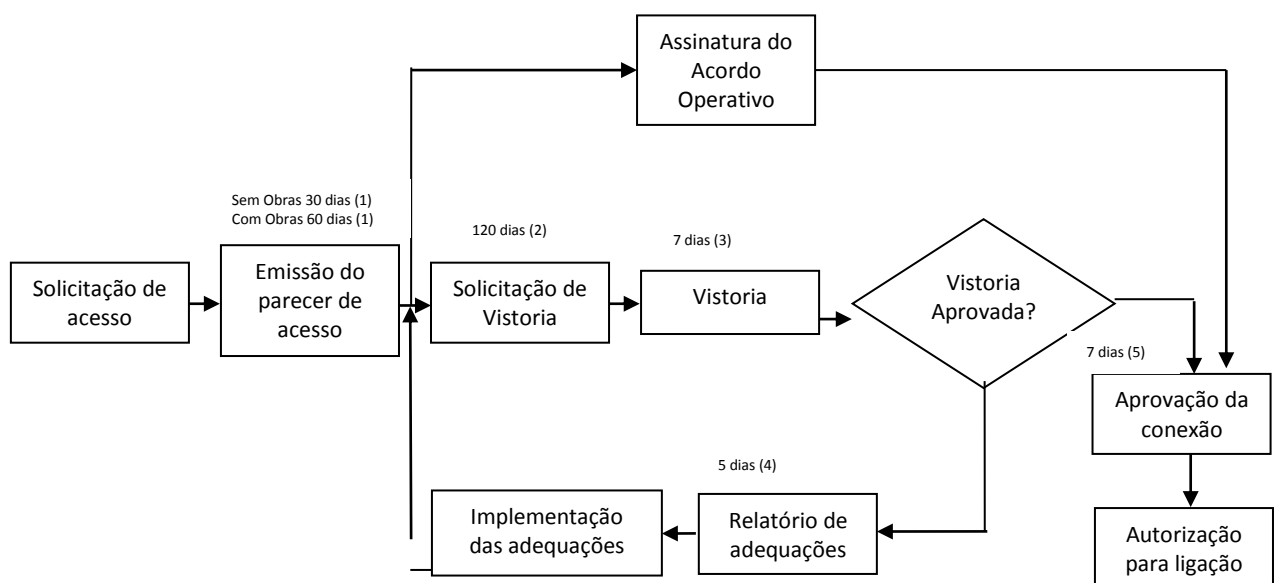 Assinatura do
Acordo
Operativo
Sem Obras 30 dias (1)
Com Obras 60 dias (1)
120 dias (2)
7 dias (3)
Solicitação de
acesso
Emissão do
parecer de
acesso
Solicitação de
Vistoria
Vistoria
Vistoria
Aprovada?
7 dias (5)
Aprovação da
conexão
5 dias (4)
Implementação
das adequações
Relatório de
adequações
Autorização
para ligação